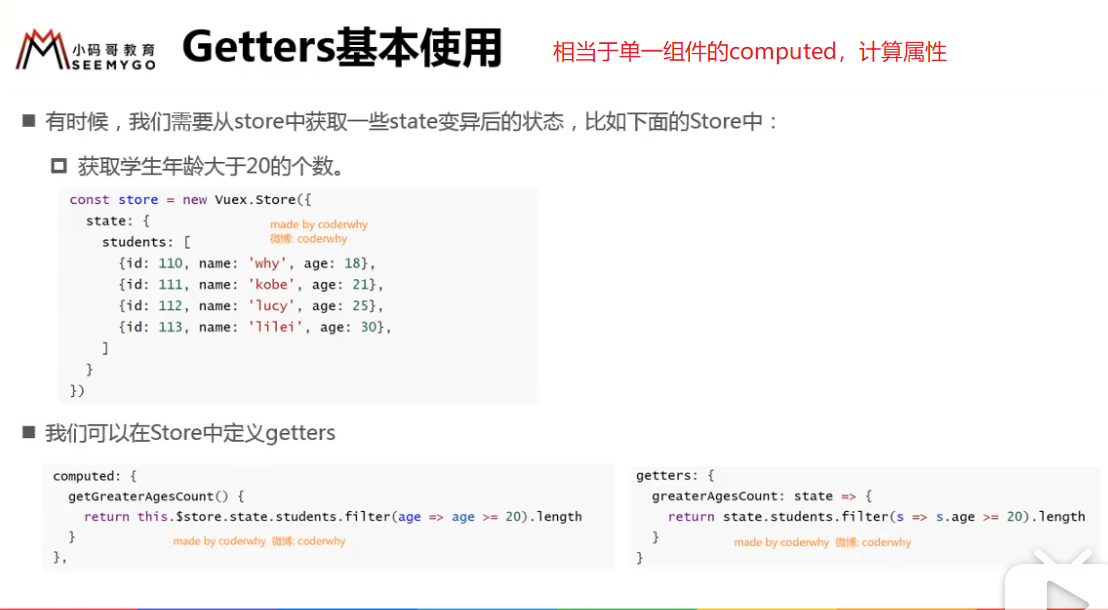 小码哥教育
SEEMYGO
Getters基本使用
相当于单一组件的computed，计算属性
有时候，我们需要从store中获取一些state变异后的状态，比如下面的Store中：
获取学生年龄大于20的个数。
const store = new Vuex.Store({
state: {
made by coderwhy
微博: coderwhy
students: [
{id: 110, name: 'why', age: 18},
{id: 111, name: 'kobe', age: 21},
{id: 112, name: 'lucy', age: 25},
{id: 113, name: 'lilei', age: 30},
]
}
})
我们可以在Store中定义getters
computed: {
getGreaterAgesCount() {
return this.$store.state.students.filter(age => age >= 20).length
}
made by coderwhy 微博: coderwhy
},
getters: {
greaterAgesCount: state => {
return state.students.filter(s => s.age >= 20).length
}
made by coderwhy 微博: coderwhy
}